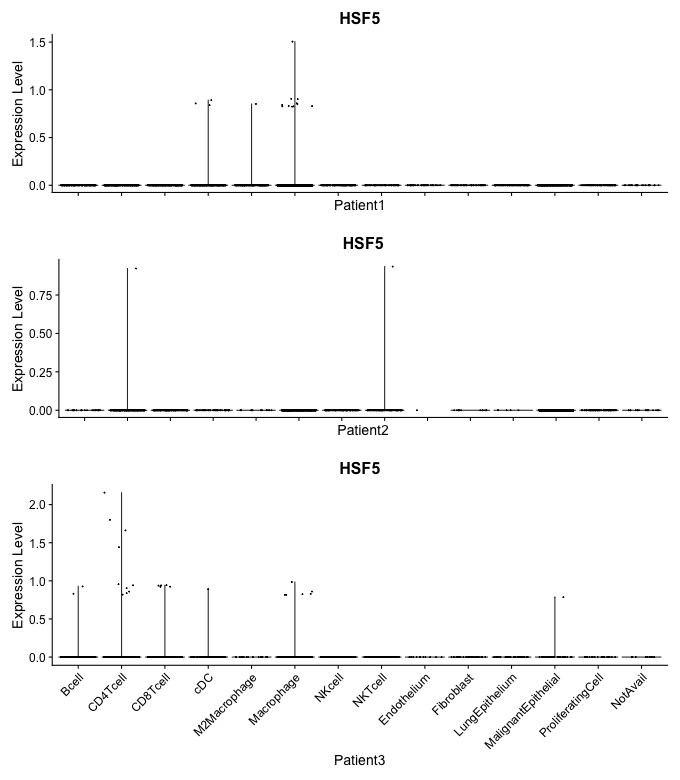 HSF5
Expression Level
1.5
1.0
0.5
0.0
Patient1
HSF5
Expression Level
0.75
0.50
0.25
0.00
Patient2
HSF5
Expression Level
2.0
1.5
1.0
0.5
0.0
Bcell
CD4Tcell
CD8Tcell
cDC
M2Macrophage
Macrophage
NKcell
NKTcell
Endothelium
Fibroblast
LungEpithelium
MalignantEpithelial
ProliferatingCell
NotAvail
Patient3